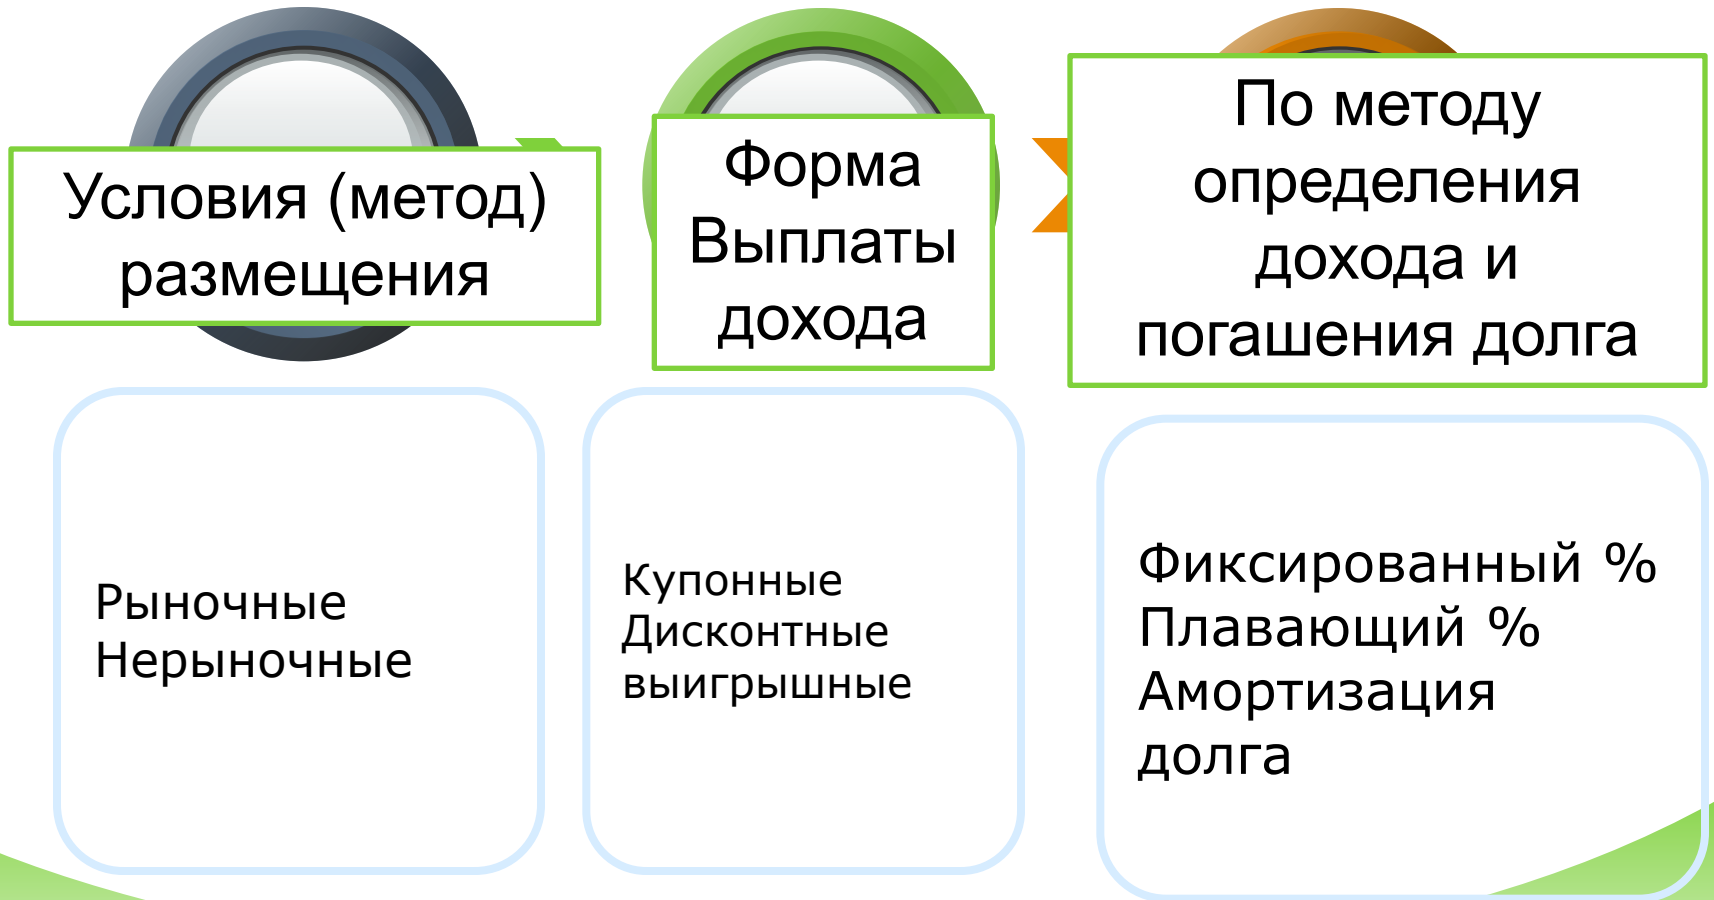 Условия (метод)
размещения
Форма
Выплаты
дохода
По методу
определения
дохода и
погашения долга
Рыночные
Нерыночные
Купонные
Дисконтные
выигрышные
Фиксированный %
Плавающий %
Амортизация
долга